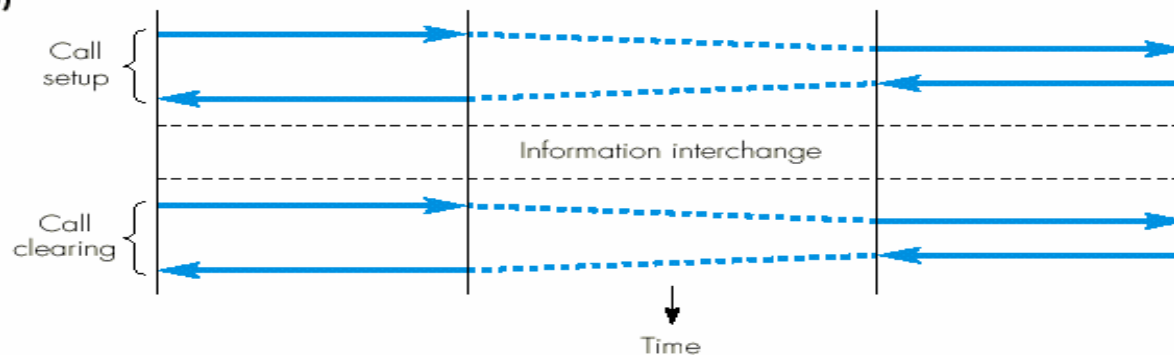 Call
setup
Information interchange
Call
clearing
Time